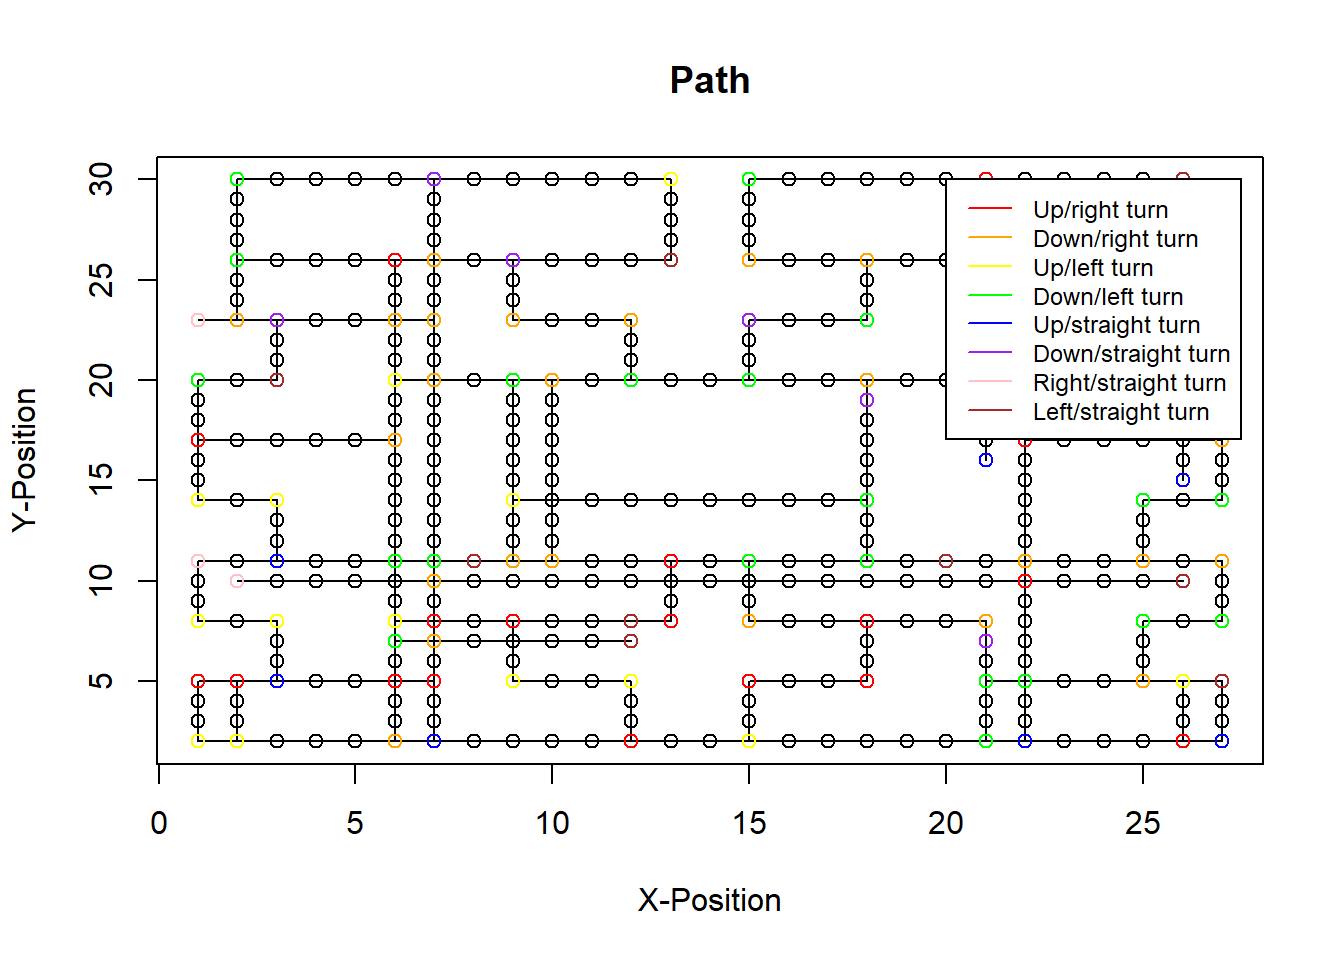 Path
30
25
20
15
10
5
Y-Position
Up/right turn
Down/right turn
Up/left turn
Down/left turn
Up/straight turn
Down/straight turn
Right/straight turn
Left/straight turn
0 5 10 15 20 25
X-Position